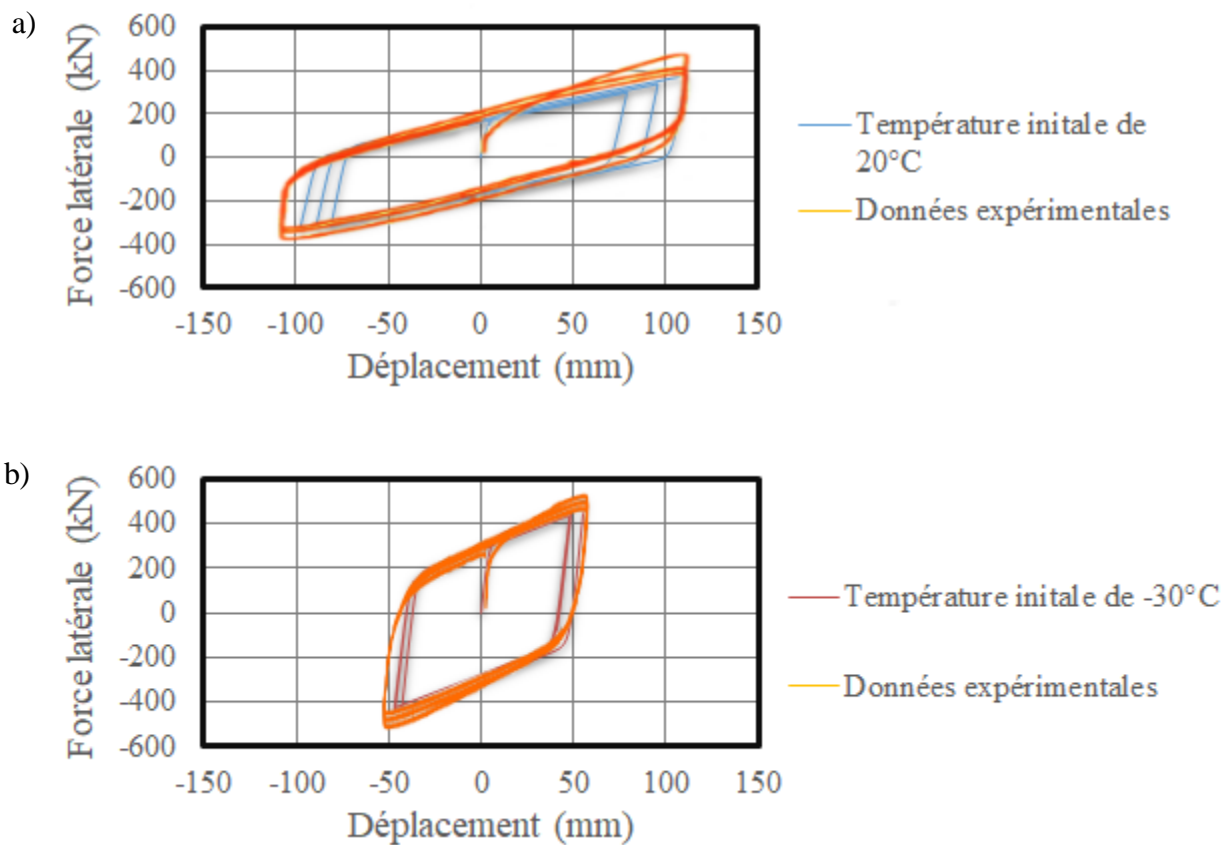 a)
Force latérale (kN)
600
400
200
0
-200
-400
-600
-150 -100 -50 0 50 100 150
Déplacement (mm)
Température initale de
20°C
Données expérimentales
b)
Force latérale (kN)
600
400
200
0
-200
-400
-600
-150 -100 -50 0 50 100 150
Déplacement (mm)
Température initale de -30°C
Données expérimentales